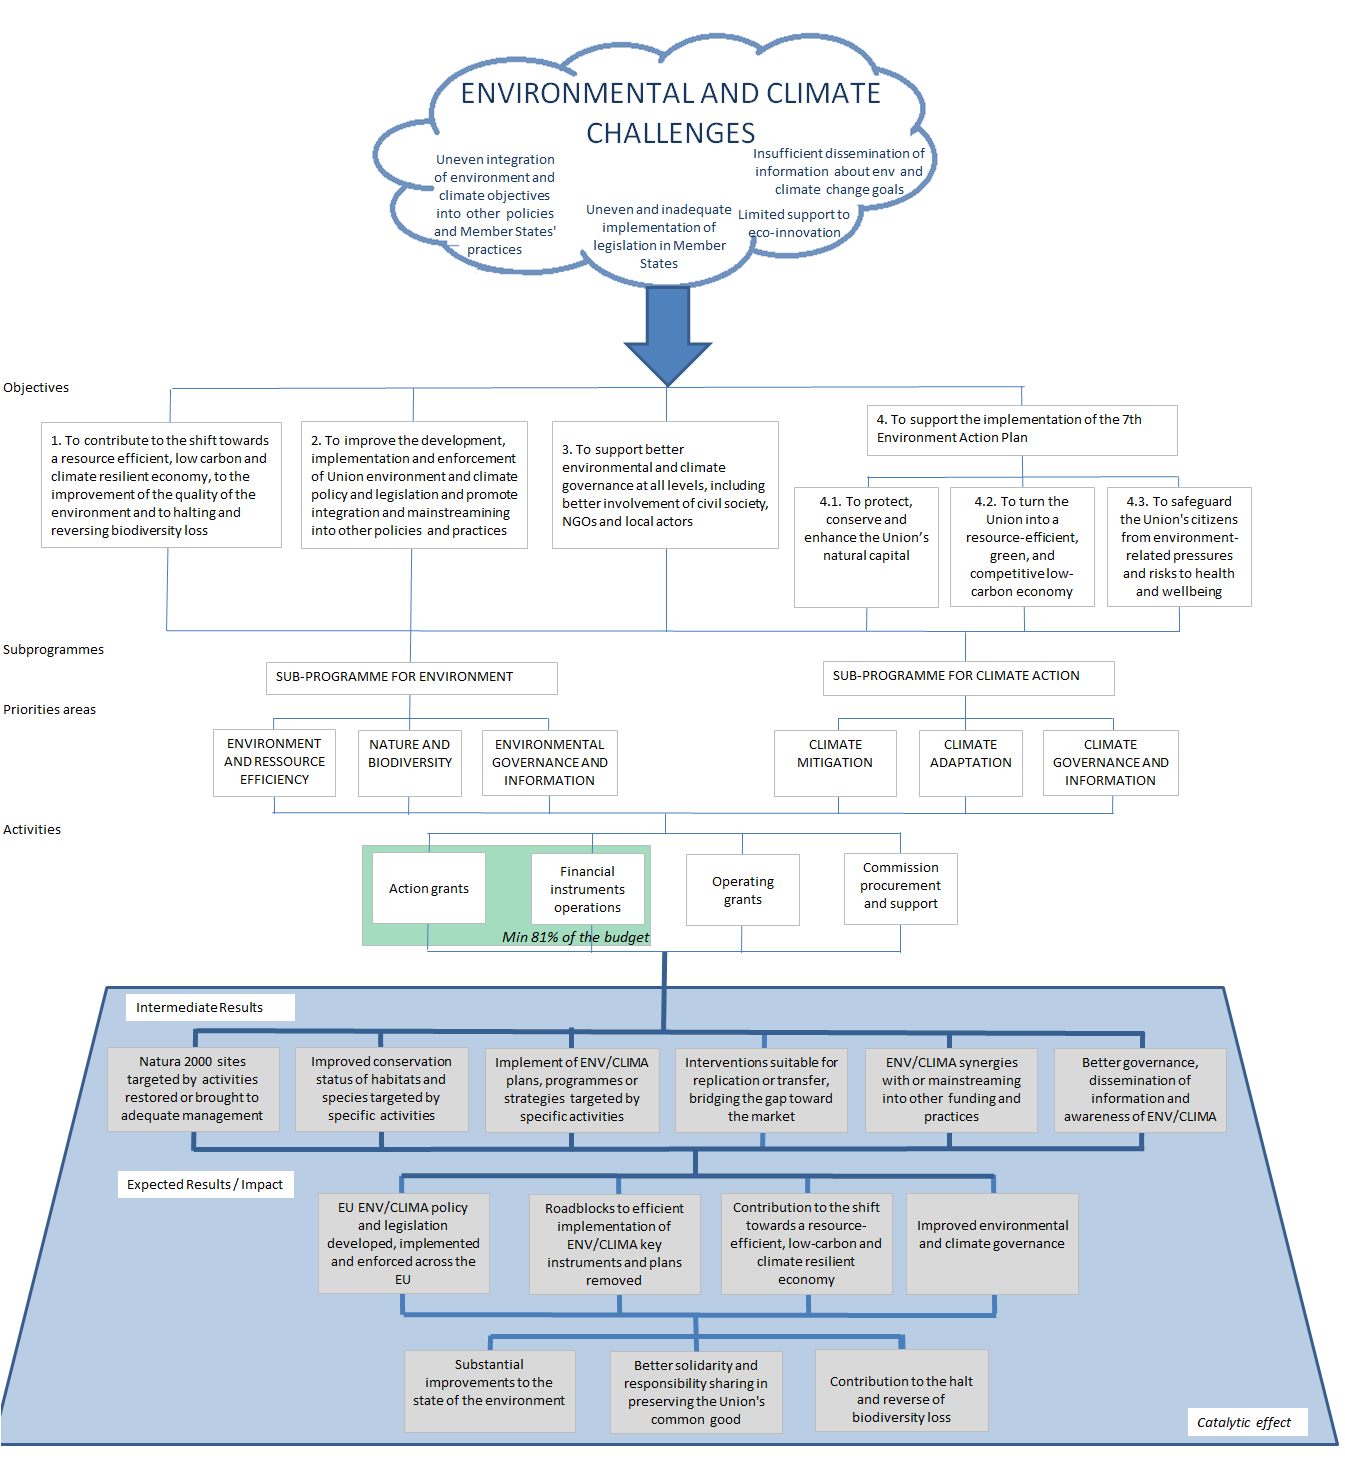 ENVIRONMENTAL AND CLIMATE
CHALLENGES
Uneven integration
of environment and
climate objectives
into other policies
and Member States'
practices
Uneven and inadequate
implementation of
legislation in Member
States
Insufficient dissemination of
information about env and
climate change goals
Limited support to
eco-innovation
Objectives
1. To contribute to the shift towards
a resource efficient, low carbon and
climate resilient economy, to the
improvement of the quality of the
environment and to halting and
reversing biodiversity loss
2. To improve the development,
implementation and enforcement
of Union environment and climate
policy and legislation and promote
integration and mainstreamining
into other policies and practices
3. To support better
environmental and climate
governance at all levels, including
better involvement of civil society,
NGOs and local actors
4. To support the implementation of the 7th
Environment Action Plan
4.1. To protect,
conserve and
enhance the Union's
natural capital
4.2. To turn the
Union into a
resource-efficient,
green, and
competitive low-
carbon economy
4.3. To safeguard
the Union's citizens
from environment-
related pressures
and risks to health
and wellbeing
Subprogrammes
SUB-PROGRAMME FOR ENVIRONMENT
SUB-PROGRAMME FOR CLIMATE ACTION
Priorities areas
ENVIRONMENT
AND RESSOURCE
EFFICIENCY
NATURE AND
BIODIVERSITY
ENVIRONMENTAL
GOVERNANCE AND
INFORMATION
CLIMATE
MITIGATION
CLIMATE
ADAPTATION
CLIMATE
GOVERNANCE AND
INFORMATION
Activities
Action grants
Financial
instruments
operations
Min 81% of the budget
Operating
grants
Commission
procurement
and support
Intermediate Results
Natura 2000 sites
targeted by activities
restored or brought to
adequate management
Improved conservation
status of habitats and
species targeted by
specific activities
Implement of ENV/CLIMA
plans, programmes or
strategies targeted by
specific activities
Interventions suitable for
replication or transfer,
bridging the gap toward
the market
ENV/CLIMA synergies
with or mainstreaming
into other funding and
practices
Better governance,
dissemination of
information and
awareness of ENV/CLIMA
Expected Results / Impact
EU ENV/CLIMA policy
and legislation
developed, implemented
and enforced across the
EU
Roadblocks to efficient
implementation of
ENV/CLIMA key
instruments and plans
removed
Contribution to the shift
towards a resource-
efficient, low-carbon and
climate resilient
economy
Improved environmental
and climate governance
Substantial
improvements to the
state of the environment
Better solidarity and
responsibility sharing in
preserving the Union's
common good
Contribution to the halt
and reverse of
biodiversity loss
Catalytic effect